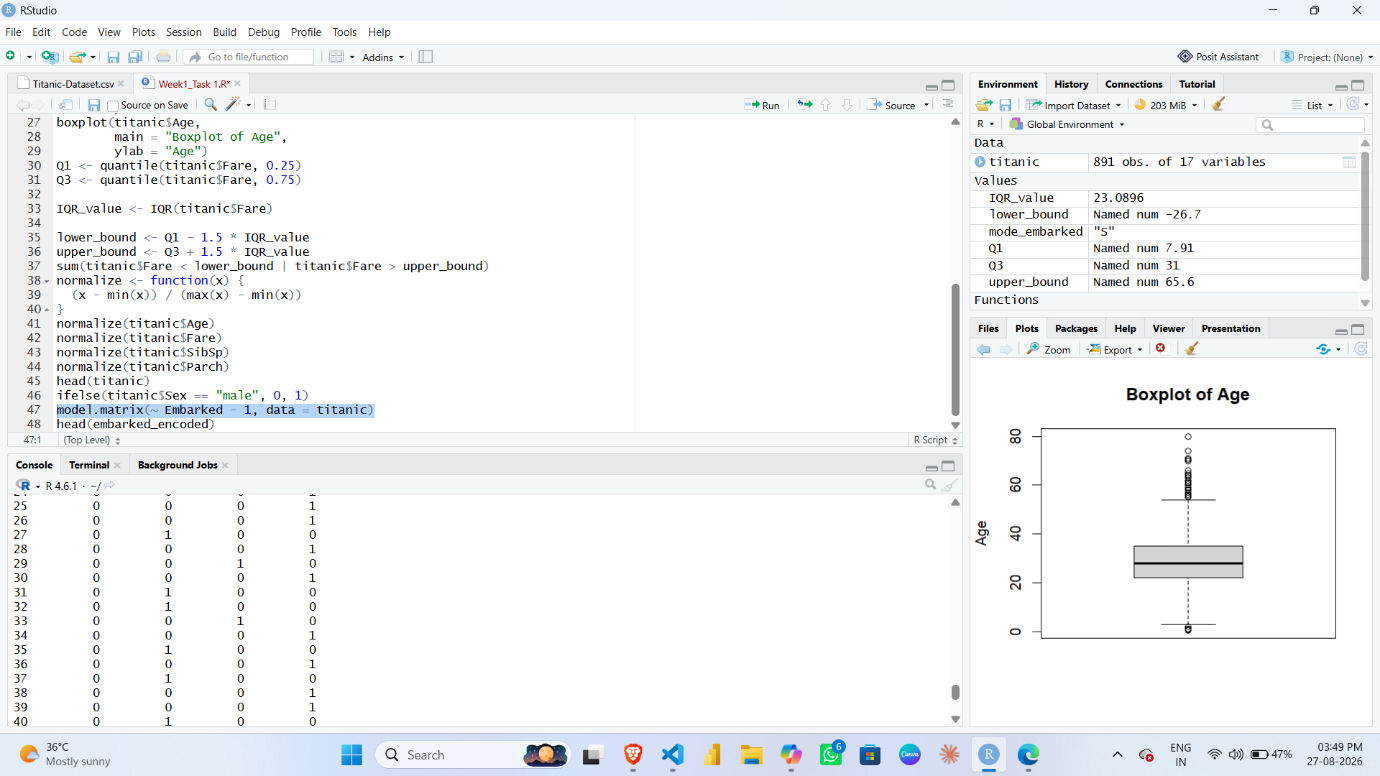 RStudio
File Edit Code View Plots Session Build Debug Profile Tools Help
Go to file/function Addins Posit Assistant Project: (None)
Titanic-Dataset.csv Week1_Task 1.R*
Source on Save Run Source
27 boxplot(titanic$Age,
28 main = "Boxplot of Age",
29 ylab = "Age")
30 Q1 <- quantile(titanic$Fare, 0.25)
31 Q3 <- quantile(titanic$Fare, 0.75)
32
33 IQR_value <- IQR(titanic$Fare)
34
35 lower_bound <- Q1 - 1.5 * IQR_value
36 upper_bound <- Q3 + 1.5 * IQR_value
37 sum(titanic$Fare < lower_bound | titanic$Fare > upper_bound)
38 normalize <- function(x) {
39 (x - min(x)) / (max(x) - min(x))
40 }
41 normalize(titanic$Age)
42 normalize(titanic$Fare)
43 normalize(titanic$SibSp)
44 normalize(titanic$Parch)
45 head(titanic)
46 ifelse(titanic$Sex == "male", 0, 1)
47 model.matrix(~ Embarked - 1, data = titanic)
48 head(embarked_encoded)
47:1 (Top Level) R Script
Console Terminal Background Jobs
R R 4.6.1 · ~/
25 0 0 0 1
26 0 0 0 1
27 0 1 0 0
28 0 0 0 1
29 0 0 1 0
30 0 0 0 1
31 0 1 0 0
32 0 1 0 0
33 0 0 1 0
34 0 0 0 1
35 0 1 0 0
36 0 0 0 1
37 0 1 0 0
38 0 0 0 1
39 0 0 0 1
40 0 1 0 0
Environment History Connections Tutorial
Import Dataset 203 MiB List
R Global Environment
Data
titanic 891 obs. of 17 variables
Values
IQR_value 23.0896
lower_bound Named num -26.7
mode_embarked "S"
Q1 Named num 7.91
Q3 Named num 31
upper_bound Named num 65.6
Functions
Files Plots Packages Help Viewer Presentation
Zoom Export
Boxplot of Age
Age
80
60
40
20
0
36°C
Mostly sunny
Search
6
Canva
R
ENG
IN
47%
03:49 PM
27-08-2026